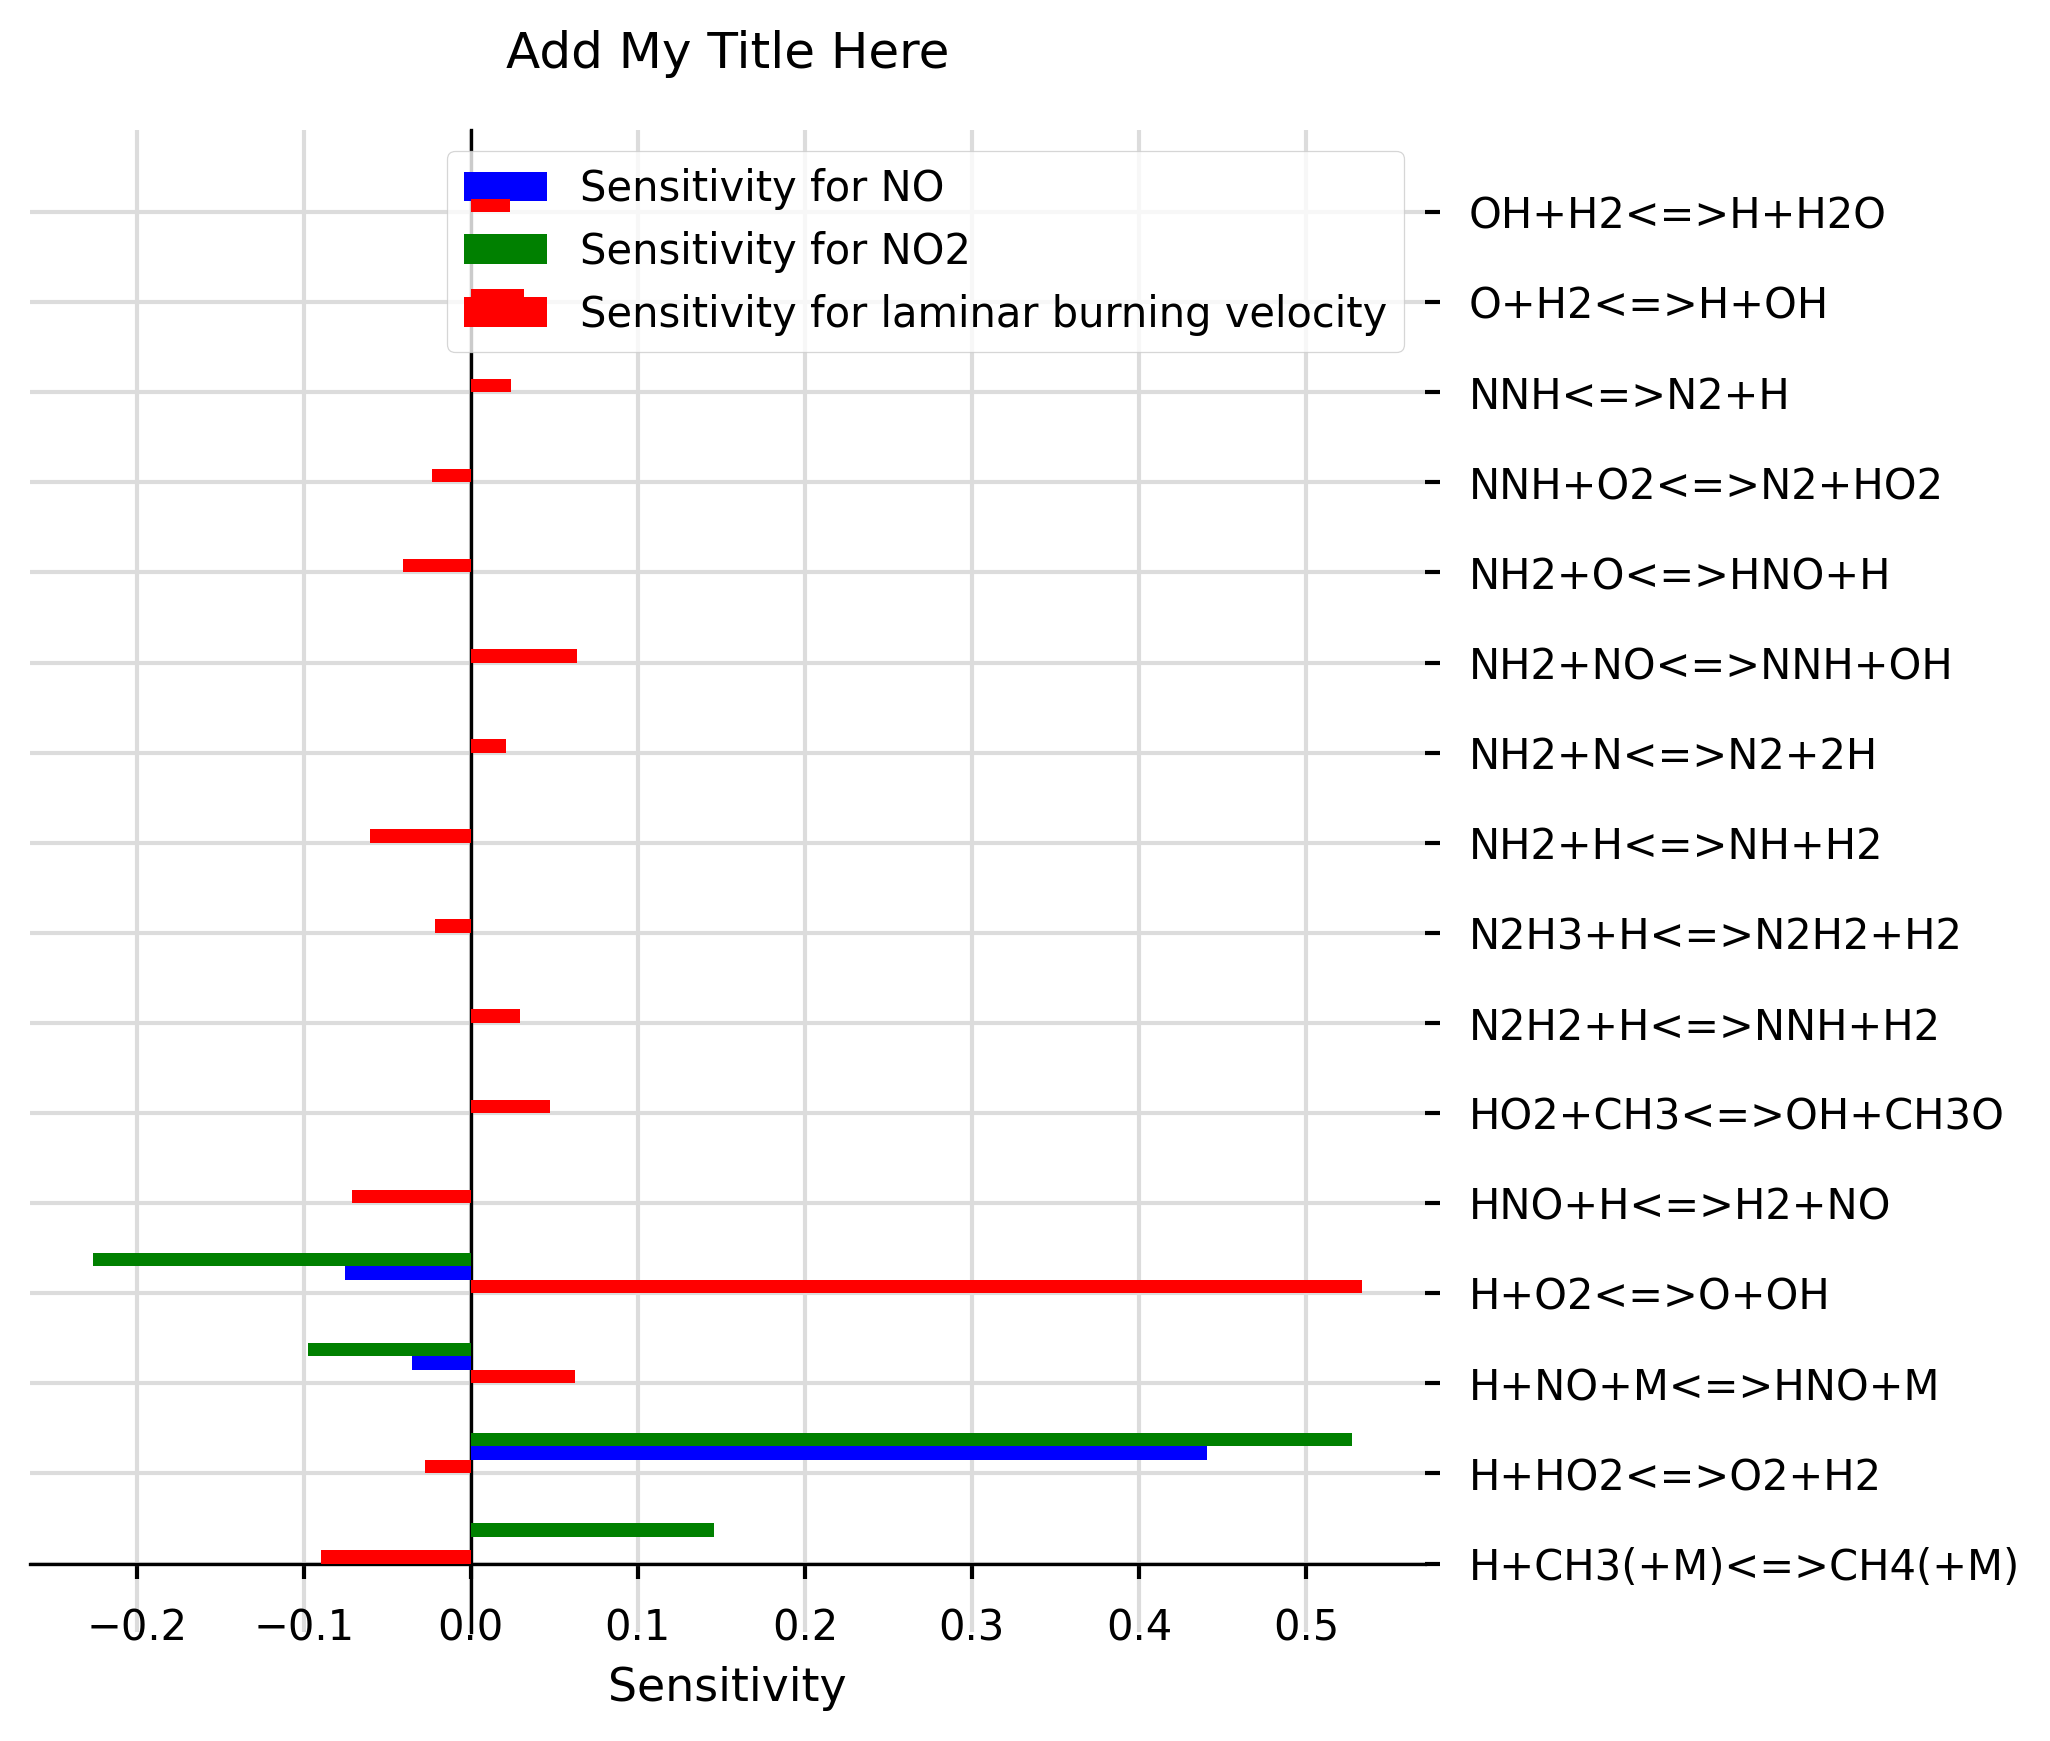 Add My Title Here
Sensitivity for NO
Sensitivity for NO2
Sensitivity for laminar burning velocity
OH+H2<=>H+H2O
O+H2<=>H+OH
NNH<=>N2+H
NNH+O2<=>N2+HO2
NH2+O<=>HNO+H
NH2+NO<=>NNH+OH
NH2+N<=>N2+2H
NH2+H<=>NH+H2
N2H3+H<=>N2H2+H2
N2H2+H<=>NNH+H2
HO2+CH3<=>OH+CH3O
HNO+H<=>H2+NO
H+O2<=>O+OH
H+NO+M<=>HNO+M
H+HO2<=>O2+H2
H+CH3(+M)<=>CH4(+M)
−0.2 −0.1 0.0 0.1 0.2 0.3 0.4 0.5
Sensitivity